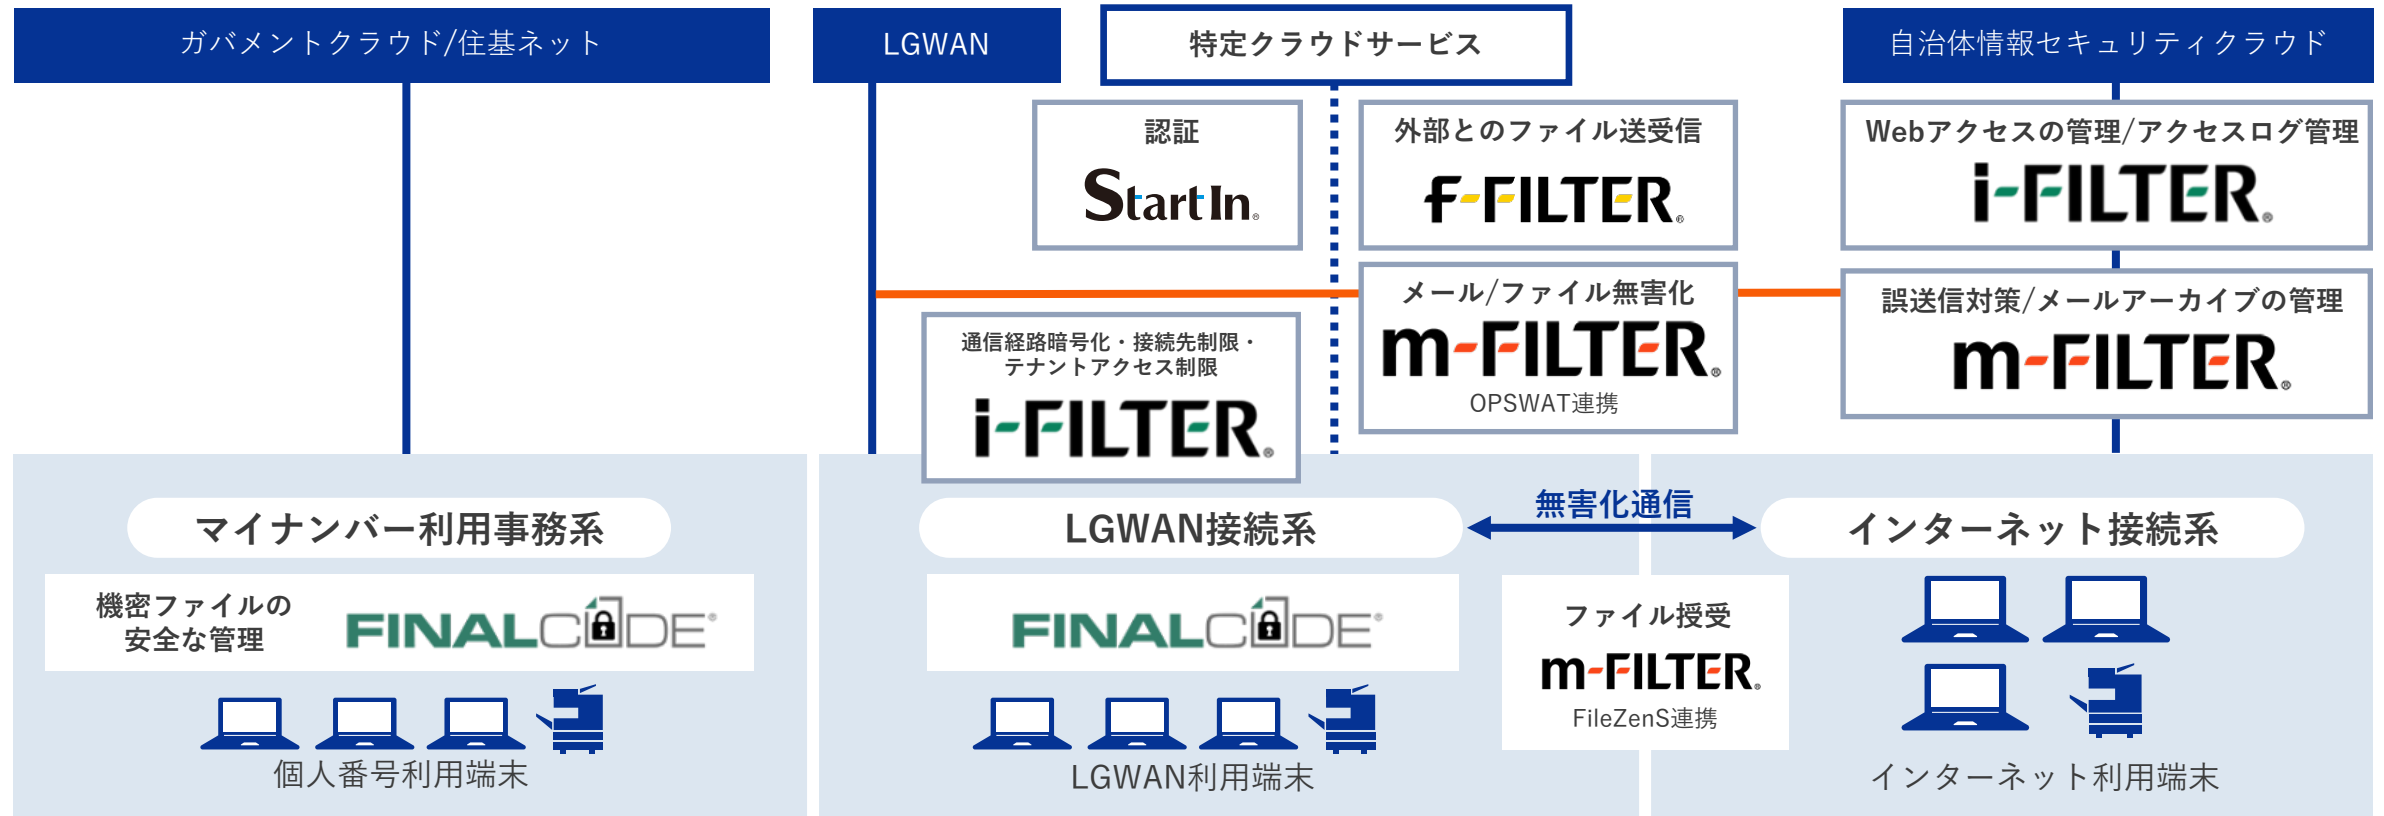 ガバメントクラウド/住基ネット
LGWAN
特定クラウドサービス
自治体情報セキュリティクラウド
認証
StartIn®
外部とのファイル送受信
f-FILTER®
Webアクセスの管理/アクセスログ管理
i-FILTER®
通信経路暗号化・接続先制限・
テナントアクセス制限
i-FILTER®
メール/ファイル無害化
m-FILTER®
OPSWAT連携
誤送信対策/メールアーカイブの管理
m-FILTER®
マイナンバー利用事務系
LGWAN接続系
無害化通信
インターネット接続系
機密ファイルの
安全な管理
FINALCODE®
FINALCODE®
ファイル授受
m-FILTER®
FileZenS連携
個人番号利用端末
LGWAN利用端末
インターネット利用端末